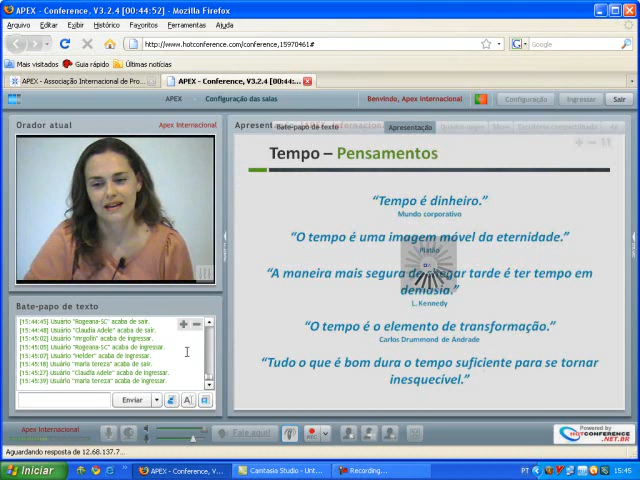 APEX - Conference, V3.2.4 [00:44:52] - Mozilla Firefox
Arquivo Editar Exibir Histórico Favoritos Ferramentas Ajuda
http://www.hotconference.com/conference,15970461#
Google
Mais visitados Guia rápido Últimas notícias
APEX - Associação Internacional de Pro...
APEX - Conference, V3.2.4 [00:44:...
APEX - Configuração das salas
Benvindo, Apex Internacional
Configuração
Ingressar
Sair
Orador atual
Apex Internacional
Bate-papo de texto
Apresentação
Tempo – Pensamentos
“Tempo é dinheiro.”
Mundo corporativo
“O tempo é uma imagem móvel da eternidade.”
Platão
“A maneira mais segura de chegar tarde é ter tempo em
demasia.”
L. Kennedy
“O tempo é o elemento de transformação.”
Carlos Drummond de Andrade
“Tudo o que é bom dura o tempo suficiente para se tornar
inesquecível.”
Bate-papo de texto
[15:44:45] Usuário "Rogeana-SC" acaba de sair.
[15:44:48] Usuário "Claudia Adele" acaba de sair.
[15:45:02] Usuário "mrgolin" acaba de ingressar.
[15:45:05] Usuário "Rogeana-SC" acaba de ingressar.
[15:45:07] Usuário "Helder" acaba de ingressar.
[15:45:18] Usuário "maria tereza" acaba de sair.
[15:45:27] Usuário "Claudia Adele" acaba de ingressar.
[15:45:39] Usuário "maria tereza" acaba de ingressar.
Enviar
Apex Internacional
Fale aqui!
REC
Powered by
HOTCONFERENCE
.NET.BR
Aguardando resposta de 12.68.137.7...
Iniciar
APEX - Conference, V...
Camtasia Studio - Unt...
Recording...
PT
15:45